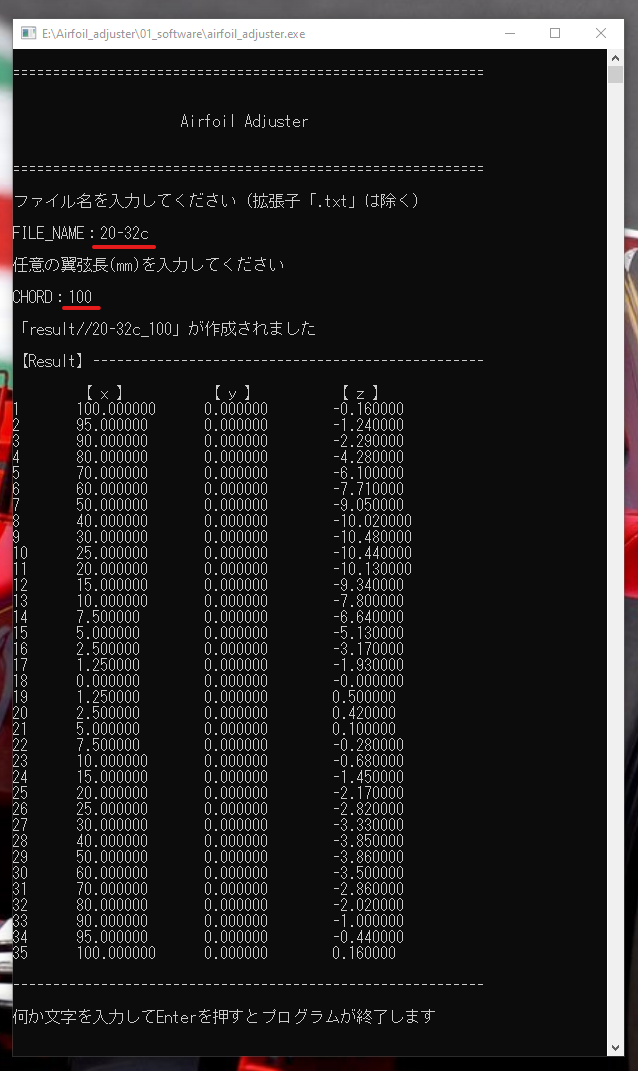 E:\Airfoil_adjuster\01_software\airfoil_adjuster.exe
===========================================================
Airfoil Adjuster
===========================================================
ファイル名を入力してください（拡張子「.txt」は除く）
FILE_NAME：20-32c
任意の翼弦長(mm)を入力してください
CHORD：100
「result//20-32c_100」が作成されました
【Result】-------------------------------------------------
【 x 】 【 y 】 【 z 】
1 100.000000 0.000000 -0.160000
2 95.000000 0.000000 -1.240000
3 90.000000 0.000000 -2.290000
4 80.000000 0.000000 -4.280000
5 70.000000 0.000000 -6.100000
6 60.000000 0.000000 -7.710000
7 50.000000 0.000000 -9.050000
8 40.000000 0.000000 -10.020000
9 30.000000 0.000000 -10.480000
10 25.000000 0.000000 -10.440000
11 20.000000 0.000000 -10.130000
12 15.000000 0.000000 -9.340000
13 10.000000 0.000000 -7.800000
14 7.500000 0.000000 -6.640000
15 5.000000 0.000000 -5.130000
16 2.500000 0.000000 -3.170000
17 1.250000 0.000000 -1.930000
18 0.000000 0.000000 -0.000000
19 1.250000 0.000000 0.500000
20 2.500000 0.000000 0.420000
21 5.000000 0.000000 0.100000
22 7.500000 0.000000 -0.280000
23 10.000000 0.000000 -0.680000
24 15.000000 0.000000 -1.450000
25 20.000000 0.000000 -2.170000
26 25.000000 0.000000 -2.820000
27 30.000000 0.000000 -3.330000
28 40.000000 0.000000 -3.850000
29 50.000000 0.000000 -3.860000
30 60.000000 0.000000 -3.500000
31 70.000000 0.000000 -2.860000
32 80.000000 0.000000 -2.020000
33 90.000000 0.000000 -1.000000
34 95.000000 0.000000 -0.440000
35 100.000000 0.000000 0.160000
-----------------------------------------------------------
何か文字を入力してEnterを押すとプログラムが終了します